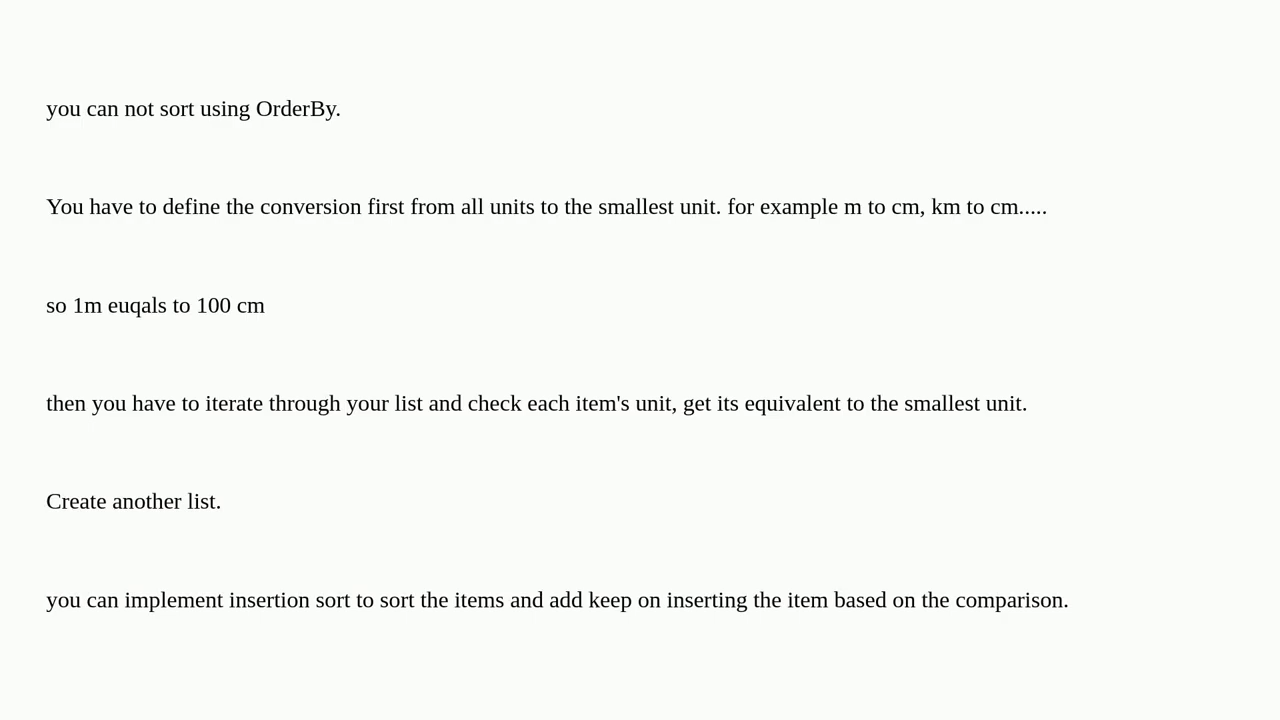 you can not sort using OrderBy.
You have to define the conversion first from all units to the smallest unit. for example m to cm, km to cm.....
so 1m euqals to 100 cm
then you have to iterate through your list and check each item's unit, get its equivalent to the smallest unit.
Create another list.
you can implement insertion sort to sort the items and add keep on inserting the item based on the comparison.